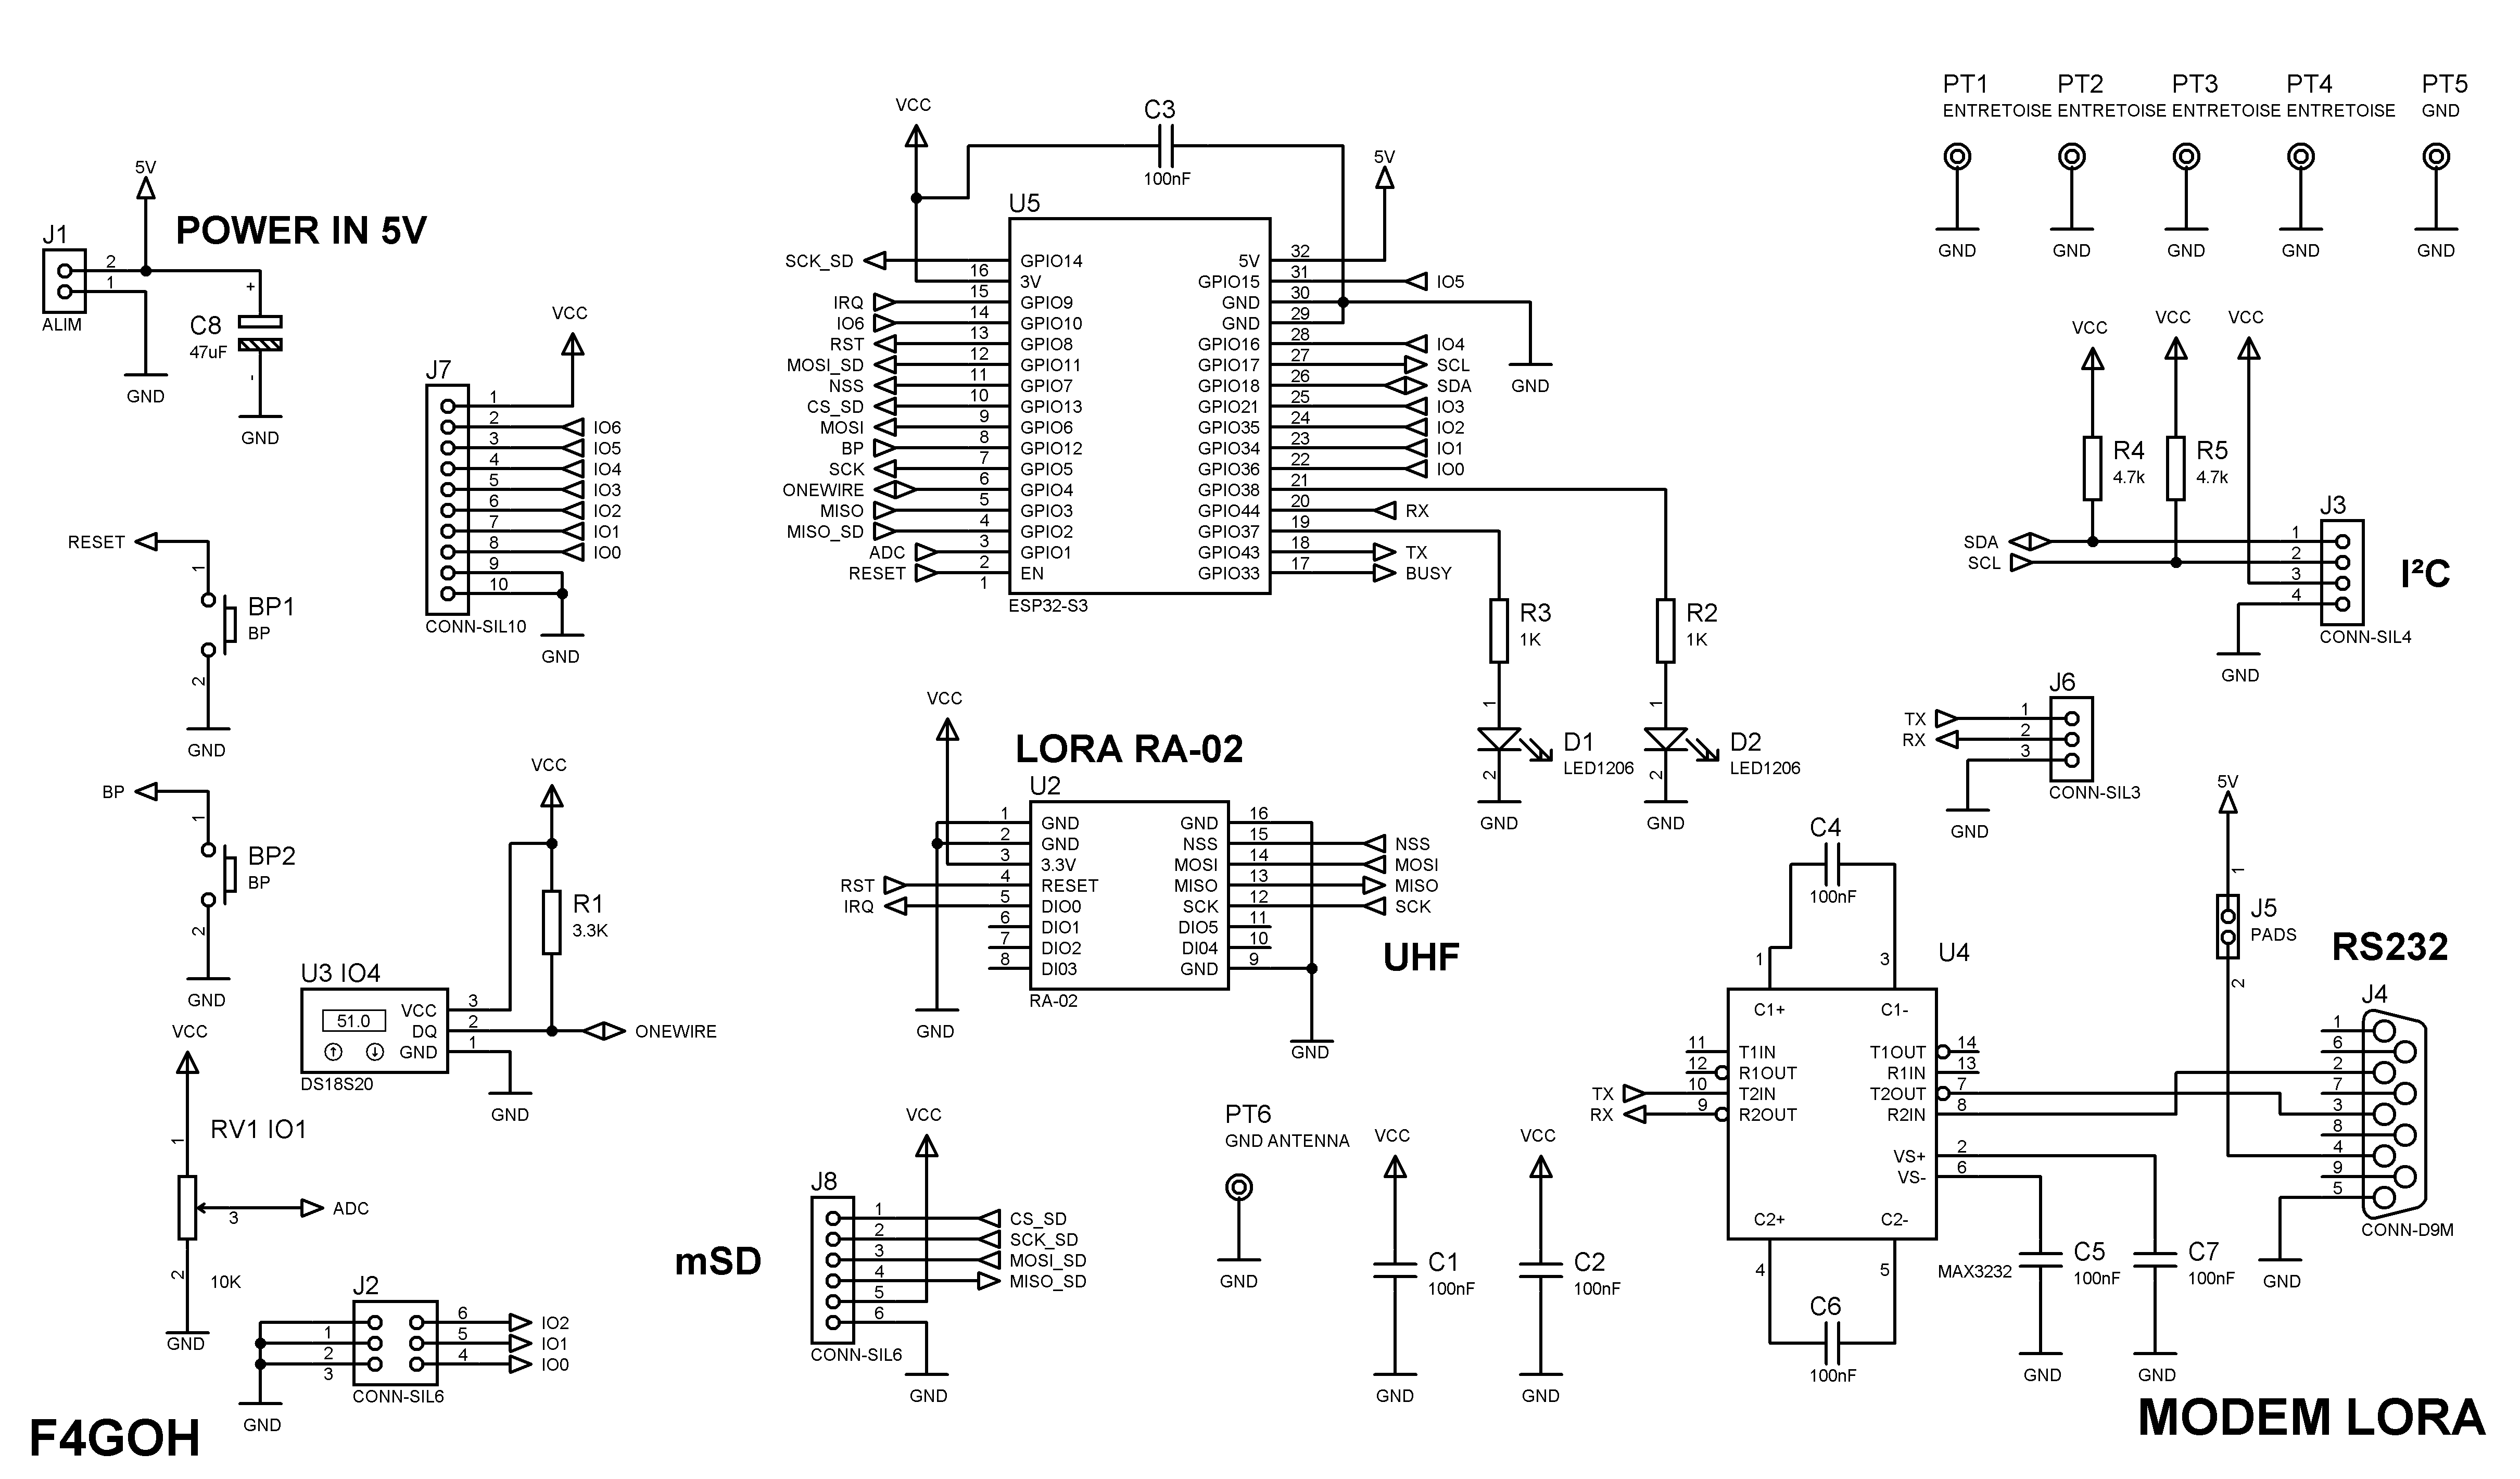 POWER IN 5V
5V
J1
2
1
ALIM
GND
+
C8
47uF
-
GND
RESET
1
BP1
BP
2
GND
BP
1
BP2
BP
2
GND
J7
VCC
1
2 IO6
3 IO5
4 IO4
5 IO3
6 IO2
7 IO1
8 IO0
9
10
CONN-SIL10
GND
VCC
R1
3.3K
U3 IO4
51.0
VCC 3
DQ 2 ONEWIRE
GND 1
DS18S20
GND
VCC
RV1 IO1
1
3 ADC
2
10K
GND
J2
1
2
3
6 IO2
5 IO1
4 IO0
CONN-SIL6
GND
F4GOH
VCC
C3
100nF
5V
U5
SCK_SD 16 GPIO14
15 3V
IRQ 14 GPIO9
IO6 13 GPIO10
RST 12 GPIO8
MOSI_SD 11 GPIO11
NSS 10 GPIO7
CS_SD 9 GPIO13
MOSI 8 GPIO6
BP 7 GPIO12
SCK 6 GPIO5
ONEWIRE 5 GPIO4
MISO 4 GPIO3
MISO_SD 3 GPIO2
ADC 2 GPIO1
RESET 1 EN
5V 32
GPIO15 31 IO5
GND 30
GND 29
GPIO16 28 IO4
GPIO17 27 SCL
GPIO18 26 SDA
GPIO21 25 IO3
GPIO35 24 IO2
GPIO34 23 IO1
GPIO36 22 IO0
GPIO38 21
GPIO44 20 RX
GPIO37 19
GPIO43 18 TX
GPIO33 17 BUSY
ESP32-S3
GND
R3
1K
1
D1
LED1206
2
GND
R2
1K
1
D2
LED1206
2
GND
VCC
LORA RA-02
U2
1 GND
2 GND
3 3.3V
RST 4 RESET
IRQ 5 DIO0
6 DIO1
7 DIO2
8 DI03
GND 16
NSS 15 NSS
MOSI 14 MOSI
MISO 13 MISO
SCK 12 SCK
DIO5 11
DI04 10
GND 9
RA-02
UHF
GND
GND
mSD
VCC
J8
1 CS_SD
2 SCK_SD
3 MOSI_SD
4 MISO_SD
5
6
CONN-SIL6
GND
PT6
GND ANTENNA
GND
VCC
C1
100nF
GND
VCC
C2
100nF
GND
PT1
ENTRETOISE
GND
PT2
ENTRETOISE
GND
PT3
ENTRETOISE
GND
PT4
ENTRETOISE
GND
PT5
GND
GND
VCC
VCC
VCC
R4
4.7k
R5
4.7k
J3
SDA 1
SCL 2
3
4
CONN-SIL4
I²C
GND
J6
TX 1
RX 2
3
CONN-SIL3
GND
C4
100nF
1
3
U4
C1+
C1-
11 T1IN
12 R1OUT
TX 10 T2IN
RX 9 R2OUT
T1OUT 14
R1IN 13
T2OUT 7
R2IN 8
VS+ 2
VS- 6
C2+
C2-
4
5
MAX3232
C6
100nF
C5
100nF
GND
C7
100nF
GND
5V
1
J5
PADS
2
RS232
J4
1
6
2
7
3
8
4
9
5
CONN-D9M
GND
MODEM LORA